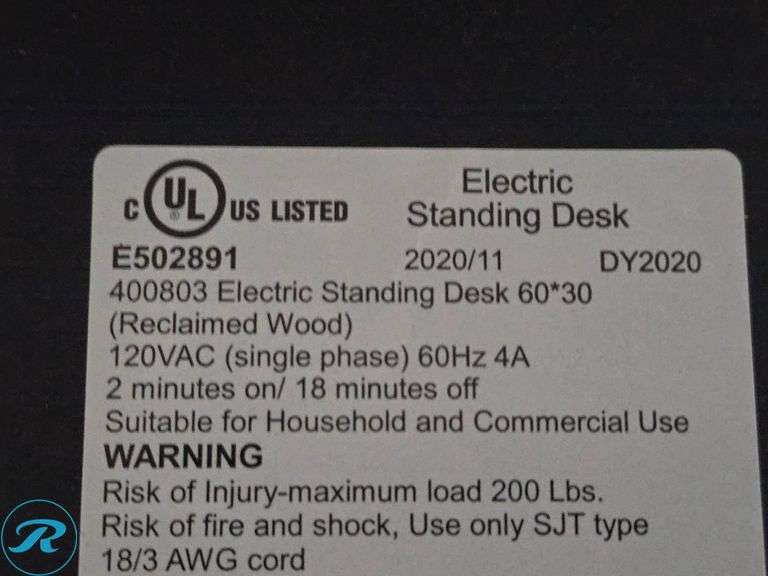 C UL US LISTED
Electric
Standing Desk
E502891 2020/11 DY2020
400803 Electric Standing Desk 60*30
(Reclaimed Wood)
120VAC (single phase) 60Hz 4A
2 minutes on/ 18 minutes off
Suitable for Household and Commercial Use
WARNING
Risk of Injury-maximum load 200 Lbs.
Risk of fire and shock, Use only SJT type
18/3 AWG cord
R